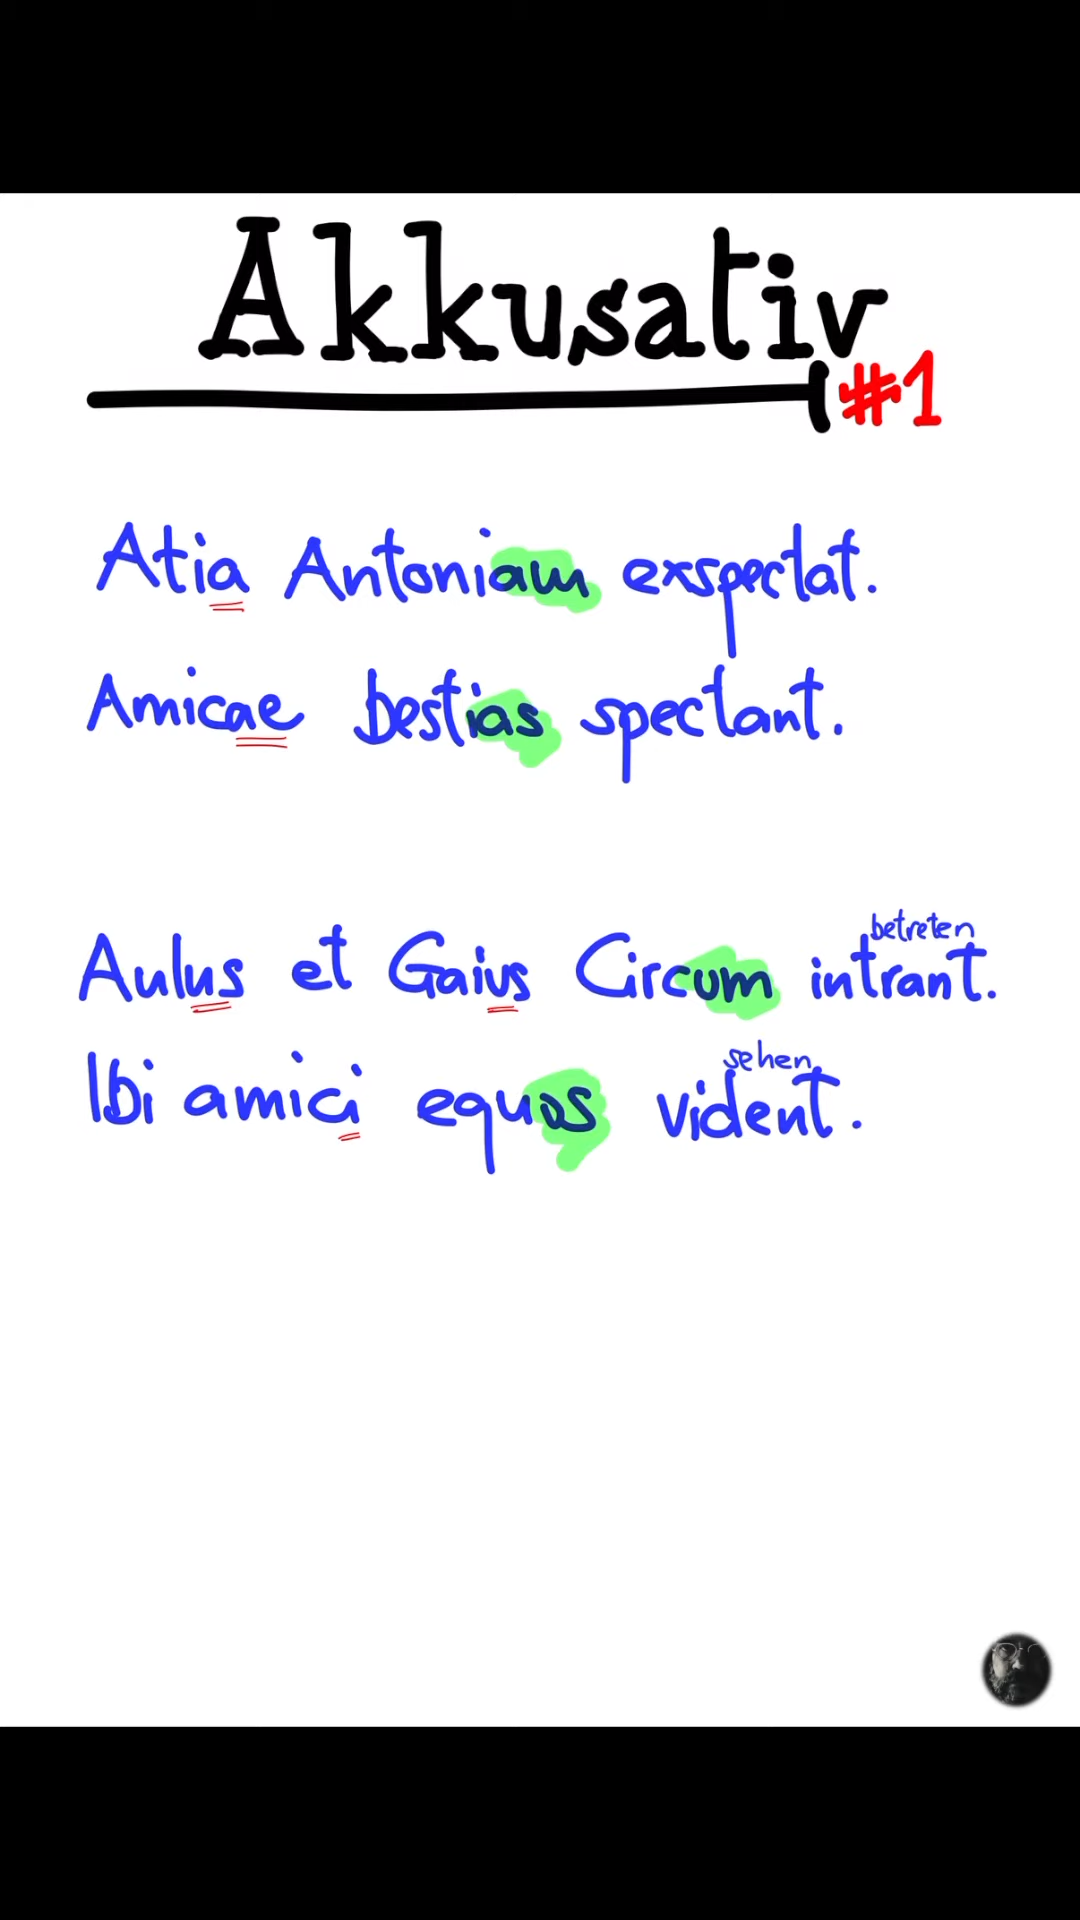 Akkusativ
#1
Atia Antoniam exspectat.
Amicae bestias spectant.
betreten
Aulus et Gaius Circum intrant.
sehen
Ibi amici equos vident.